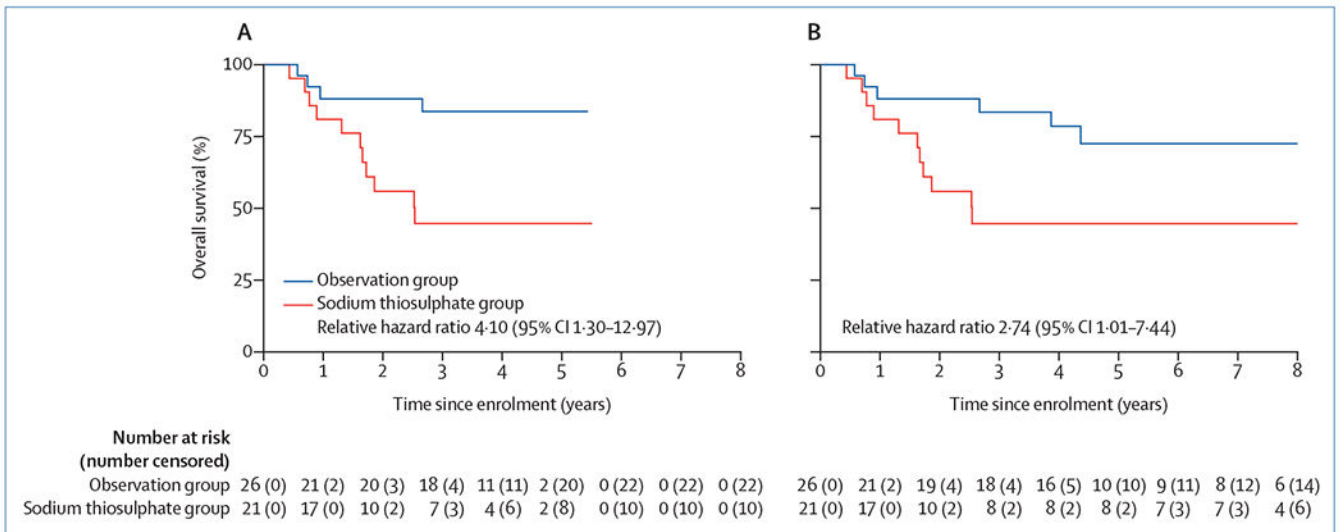 A
B
100
75
50
25
0
Overall survival (%)
Observation group
Sodium thiosulphate group
Relative hazard ratio 4·10 (95% CI 1·30–12·97)
Relative hazard ratio 2·74 (95% CI 1·01–7·44)
0 1 2 3 4 5 6 7 8
0 1 2 3 4 5 6 7 8
Time since enrolment (years)
Time since enrolment (years)
Number at risk
(number censored)
Observation group 26 (0) 21 (2) 20 (3) 18 (4) 11 (11) 2 (20) 0 (22) 0 (22) 0 (22) 26 (0) 21 (2) 19 (4) 18 (4) 16 (5) 10 (10) 9 (11) 8 (12) 6 (14)
Sodium thiosulphate group 21 (0) 17 (0) 10 (2) 7 (3) 4 (6) 2 (8) 0 (10) 0 (10) 0 (10) 21 (0) 17 (0) 10 (2) 8 (2) 8 (2) 8 (2) 7 (3) 7 (3) 4 (6)